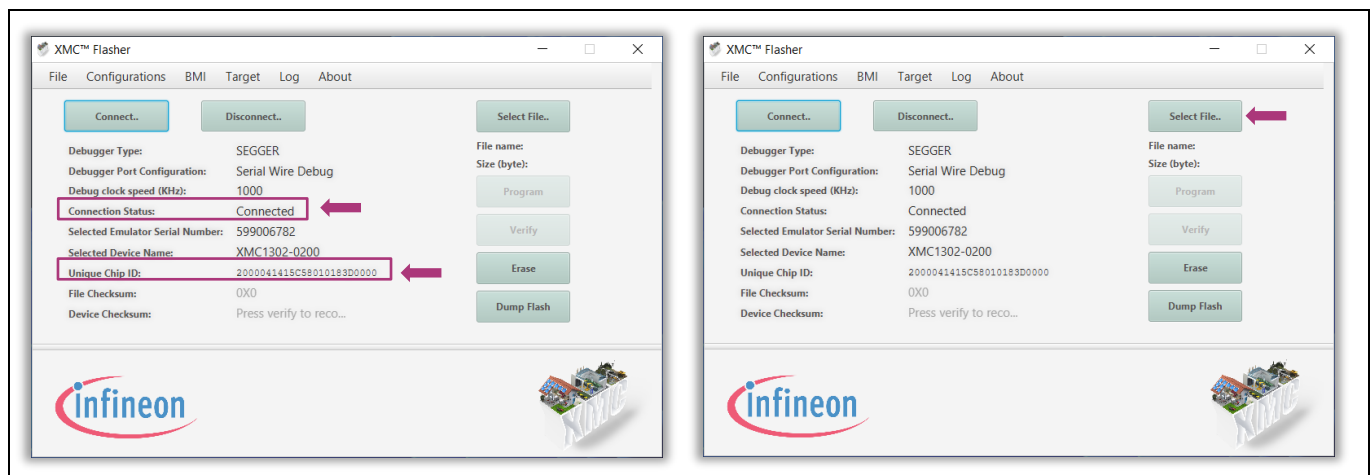 XMC™ Flasher
File Configurations BMI Target Log About
Connect.. Disconnect.. Select File..
Debugger Type: SEGGER File name:
Debugger Port Configuration: Serial Wire Debug Size (byte):
Debug clock speed (KHz): 1000 Program
Connection Status: Connected
Selected Emulator Serial Number: 599006782 Verify
Selected Device Name: XMC1302-0200
Unique Chip ID: 2000041415C58010183D0000 Erase
File Checksum: 0X0
Device Checksum: Press verify to reco... Dump Flash
infineon
XMC
XMC™ Flasher
File Configurations BMI Target Log About
Connect.. Disconnect.. Select File..
Debugger Type: SEGGER File name:
Debugger Port Configuration: Serial Wire Debug Size (byte):
Debug clock speed (KHz): 1000 Program
Connection Status: Connected
Selected Emulator Serial Number: 599006782 Verify
Selected Device Name: XMC1302-0200
Unique Chip ID: 2000041415C58010183D0000 Erase
File Checksum: 0X0
Device Checksum: Press verify to reco... Dump Flash
infineon
XMC